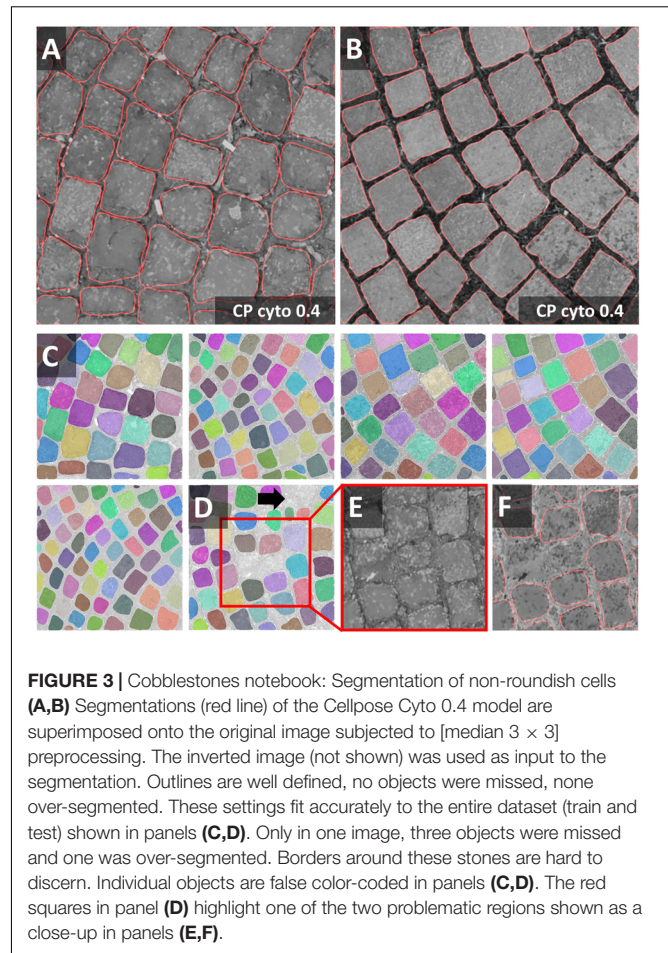 A
B
CP cyto 0.4
CP cyto 0.4
C
D
E
F
FIGURE 3 | Cobblestones notebook: Segmentation of non-roundish cells
(A,B) Segmentations (red line) of the Cellpose Cyto 0.4 model are
superimposed onto the original image subjected to [median 3 × 3]
preprocessing. The inverted image (not shown) was used as input to the
segmentation. Outlines are well defined, no objects were missed, none
over-segmented. These settings fit accurately to the entire dataset (train and
test) shown in panels (C,D). Only in one image, three objects were missed
and one was over-segmented. Borders around these stones are hard to
discern. Individual objects are false color-coded in panels (C,D). The red
squares in panel (D) highlight one of the two problematic regions shown as a
close-up in panels (E,F).